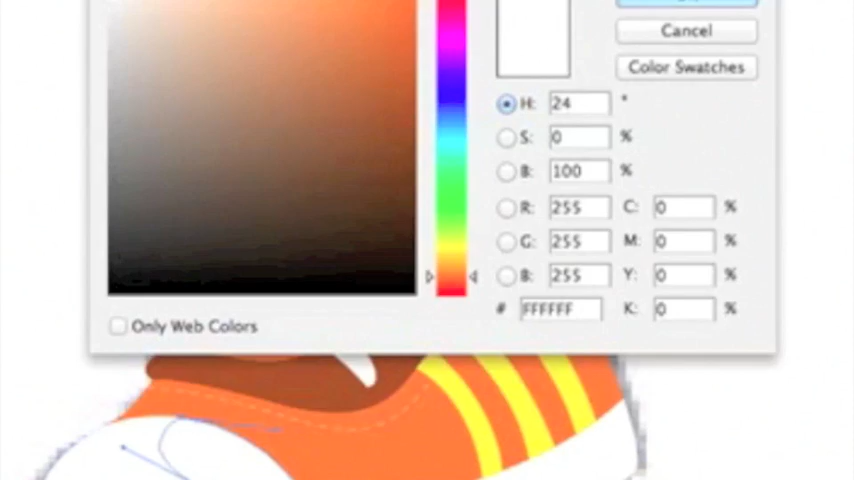 Cancel
Color Swatches
H: 24 °
S: 0 %
B: 100 %
R: 255 C: 0 %
G: 255 M: 0 %
B: 255 Y: 0 %
# FFFFFF K: 0 %
Only Web Colors